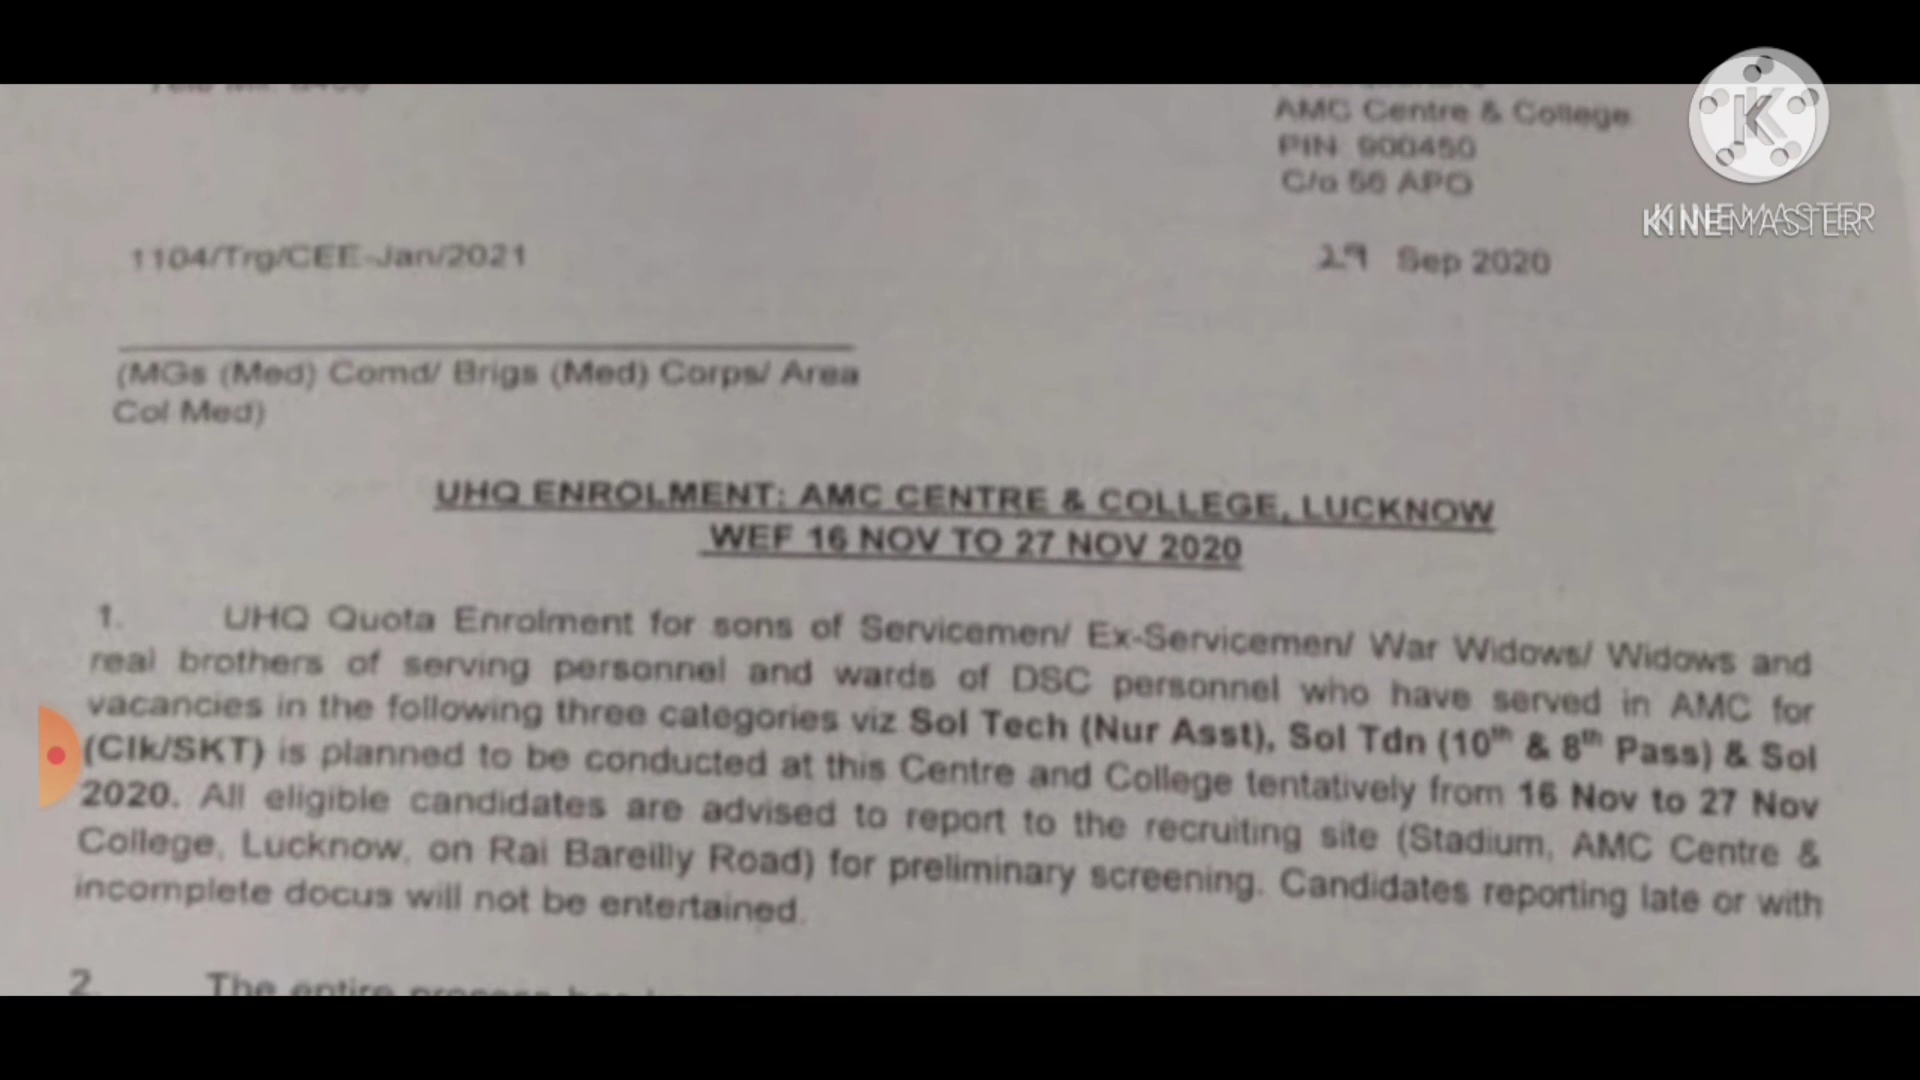 AMC Centre & College
PIN 900450
C/o 56 APO
KINEMASTER
1104/Trg/CEE-Jan/2021
29 Sep 2020
(MGs (Med) Comd/ Brigs (Med) Corps/ Area
Col Med)
UHQ ENROLMENT: AMC CENTRE & COLLEGE, LUCKNOW
WEF 16 NOV TO 27 NOV 2020
1. UHQ Quota Enrolment for sons of Servicemen/ Ex-Servicemen/ War Widows/ Widows and
real brothers of serving personnel and wards of DSC personnel who have served in AMC for
vacancies in the following three categories viz Sol Tech (Nur Asst), Sol Tdn (10th & 8th Pass) & Sol
(Clk/SKT) is planned to be conducted at this Centre and College tentatively from 16 Nov to 27 Nov
2020. All eligible candidates are advised to report to the recruiting site (Stadium, AMC Centre &
College, Lucknow, on Rai Bareilly Road) for preliminary screening. Candidates reporting late or with
incomplete docus will not be entertained.
2. The entire process